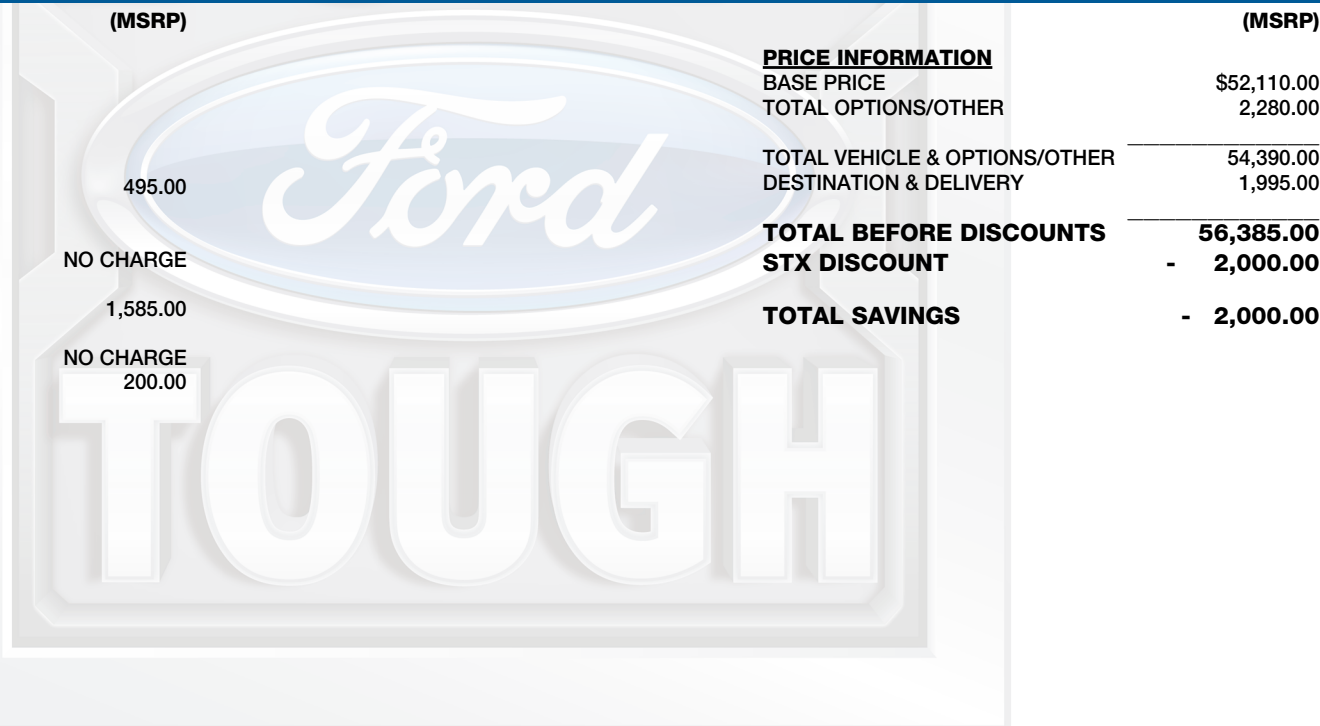 (MSRP)
495.00
NO CHARGE
1,585.00
NO CHARGE
200.00
(MSRP)
PRICE INFORMATION
BASE PRICE $52,110.00
TOTAL OPTIONS/OTHER 2,280.00
TOTAL VEHICLE & OPTIONS/OTHER 54,390.00
DESTINATION & DELIVERY 1,995.00
TOTAL BEFORE DISCOUNTS 56,385.00
STX DISCOUNT - 2,000.00
TOTAL SAVINGS - 2,000.00
Ford
TOUGH